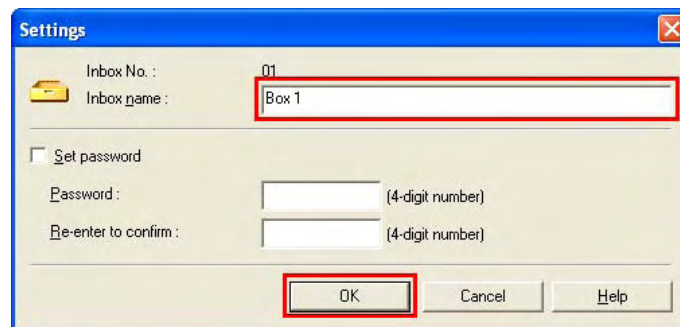 Settings
Inbox No. : 01
Inbox name : Box 1
Set password
Password : (4-digit number)
Re-enter to confirm : (4-digit number)
OK Cancel Help